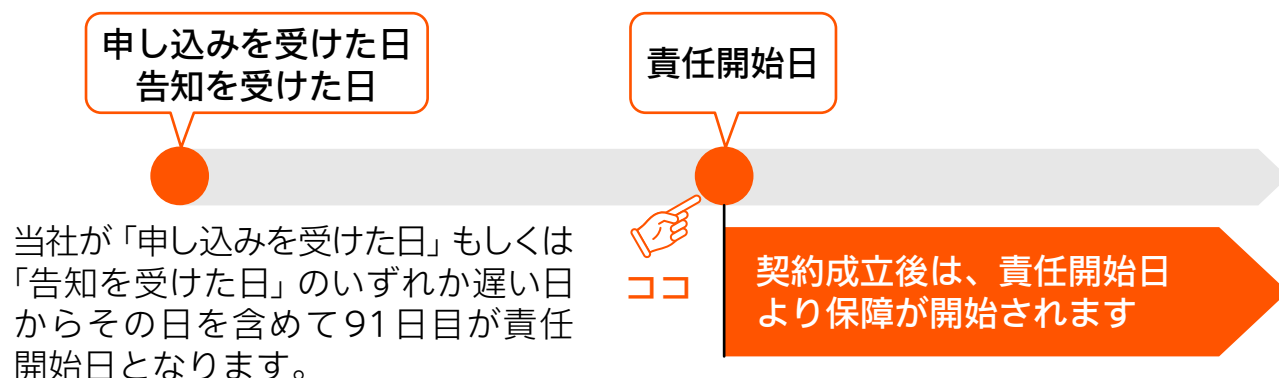 申し込みを受けた日
告知を受けた日
責任開始日
当社が「申し込みを受けた日」もしくは
「告知を受けた日」のいずれか遅い日
からその日を含めて91日目が責任
開始日となります。
ココ
契約成立後は、責任開始日
より保障が開始されます